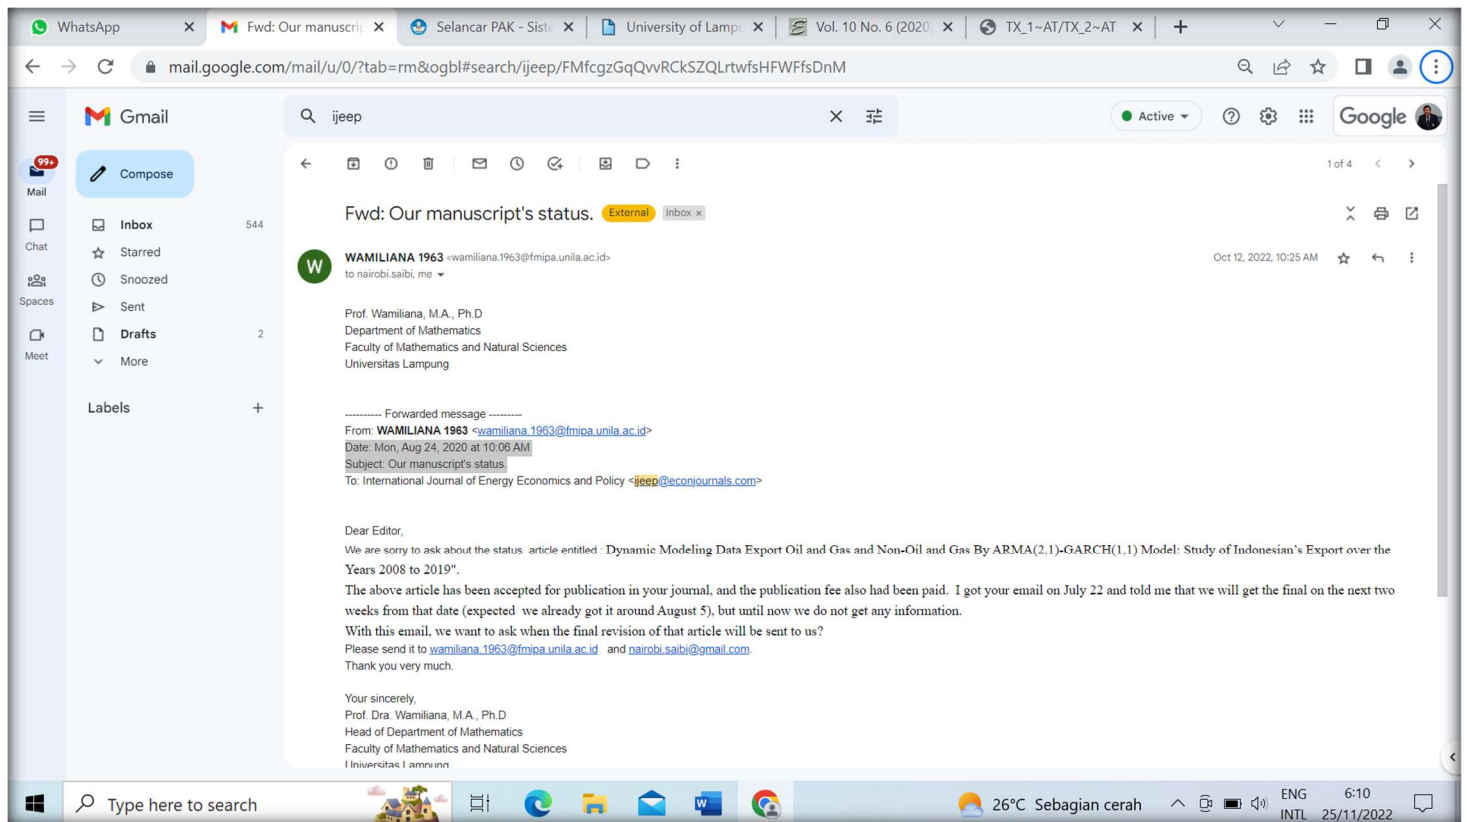 WhatsApp
Fwd: Our manuscrip
Selancar PAK - Siste
University of Lampu
Vol. 10 No. 6 (2020)
TX_1~AT/TX_2~AT
mail.google.com/mail/u/0/?tab=rm&ogbl#search/ijeep/FMfcgzGqQvvRCkSZQLrtwfsHFWFfsDnM
Gmail
ijeep
Active
Google
99+
Mail
Chat
Spaces
Meet
Compose
Inbox 544
Starred
Snoozed
Sent
Drafts 2
More
Labels
1 of 4
Fwd: Our manuscript's status. External Inbox x
W
WAMILIANA 1963 <wamiliana.1963@fmipa.unila.ac.id>
Oct 12, 2022, 10:25 AM
to nairobi.saibi, me
Prof. Wamiliana, M.A., Ph.D
Department of Mathematics
Faculty of Mathematics and Natural Sciences
Universitas Lampung
---------- Forwarded message ---------
From: WAMILIANA 1963 <wamiliana.1963@fmipa.unila.ac.id>
Date: Mon, Aug 24, 2020 at 10:06 AM
Subject: Our manuscript's status.
To: International Journal of Energy Economics and Policy <ijeep@econjournals.com>
Dear Editor,
We are sorry to ask about the status article entitled : Dynamic Modeling Data Export Oil and Gas and Non-Oil and Gas By ARMA(2,1)-GARCH(1,1) Model: Study of Indonesian's Export over the
Years 2008 to 2019".
The above article has been accepted for publication in your journal, and the publication fee also had been paid. I got your email on July 22 and told me that we will get the final on the next two
weeks from that date (expected we already got it around August 5), but until now we do not get any information.
With this email, we want to ask when the final revision of that article will be sent to us?
Please send it to wamiliana.1963@fmipa.unila.ac.id and nairobi.saibi@gmail.com.
Thank you very much.
Your sincerely,
Prof. Dra. Wamiliana, M.A., Ph.D
Head of Department of Mathematics
Faculty of Mathematics and Natural Sciences
Universitas Lampung
Type here to search
26°C Sebagian cerah
ENG
INTL
6:10
25/11/2022